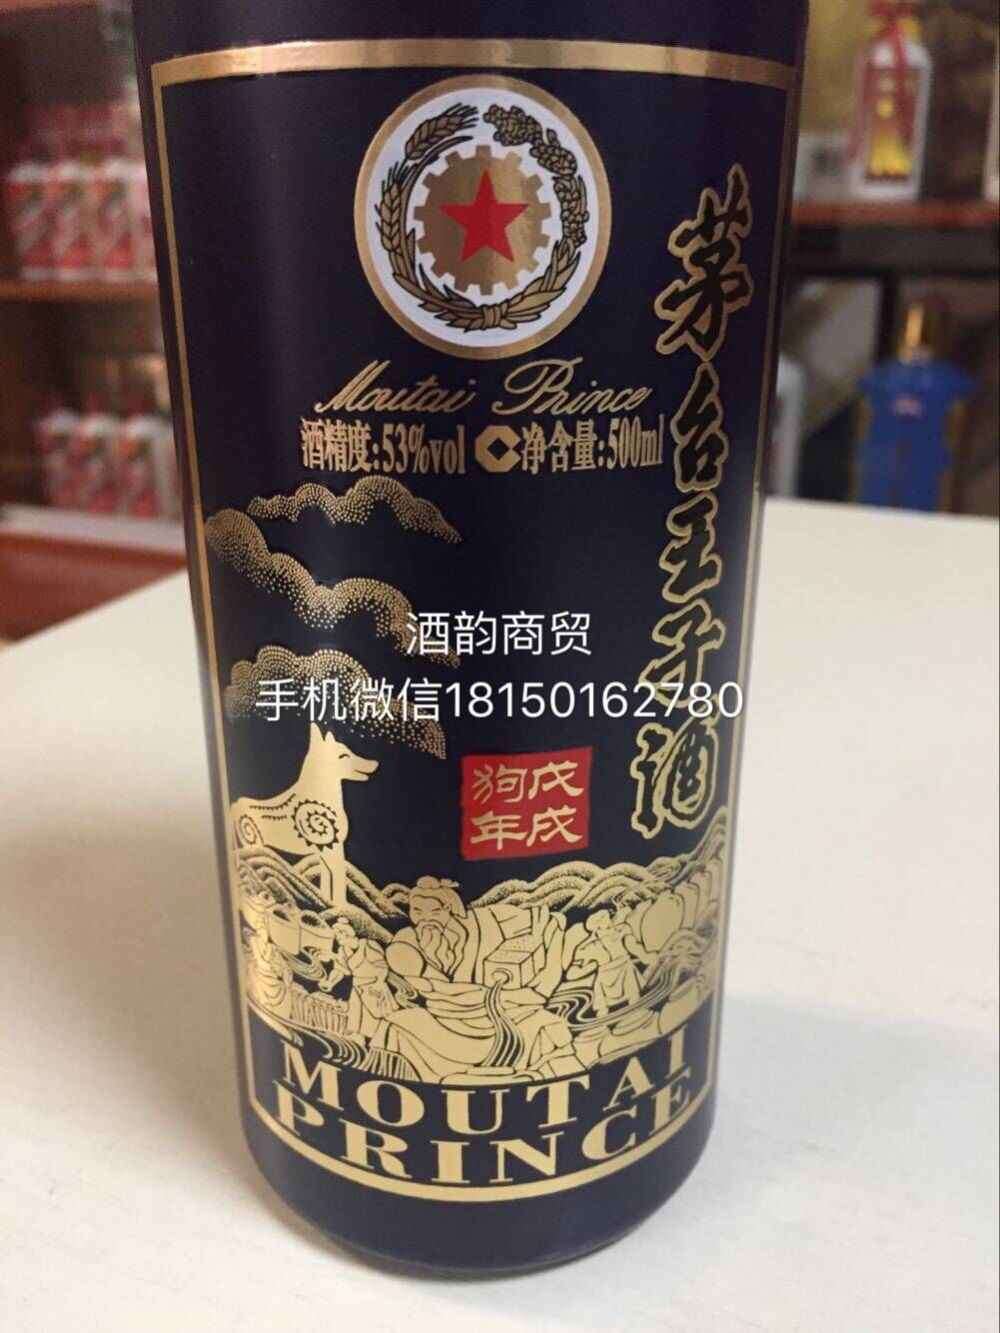 茅台王子酒
Moutai Prince
酒精度:53%vol 净含量:500ml
酒韵商贸
手机微信18150162780
戊戌
狗年
MOUTAI
PRINCE